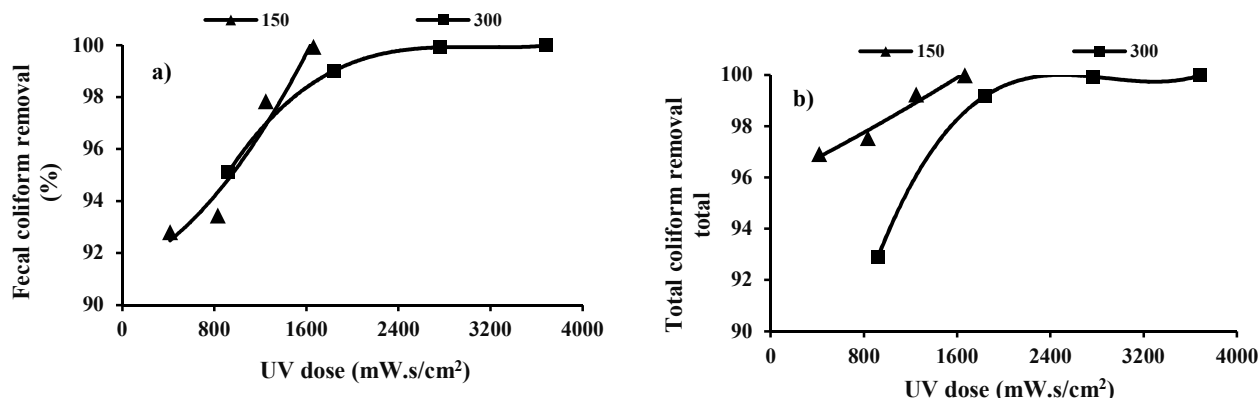 150 300
a)
Fecal coliform removal
(%)
100
98
96
94
92
90
0 800 1600 2400 3200 4000
UV dose (mW.s/cm²)
150 300
b)
Total coliform removal
total
100
98
96
94
92
90
0 800 1600 2400 3200 4000
UV dose (mW.s/cm²)